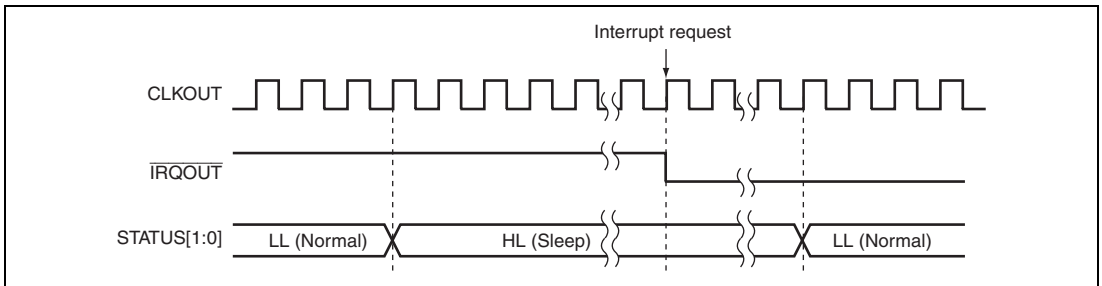 Interrupt request
CLKOUT
IRQOUT
STATUS[1:0]
LL (Normal)
HL (Sleep)
LL (Normal)